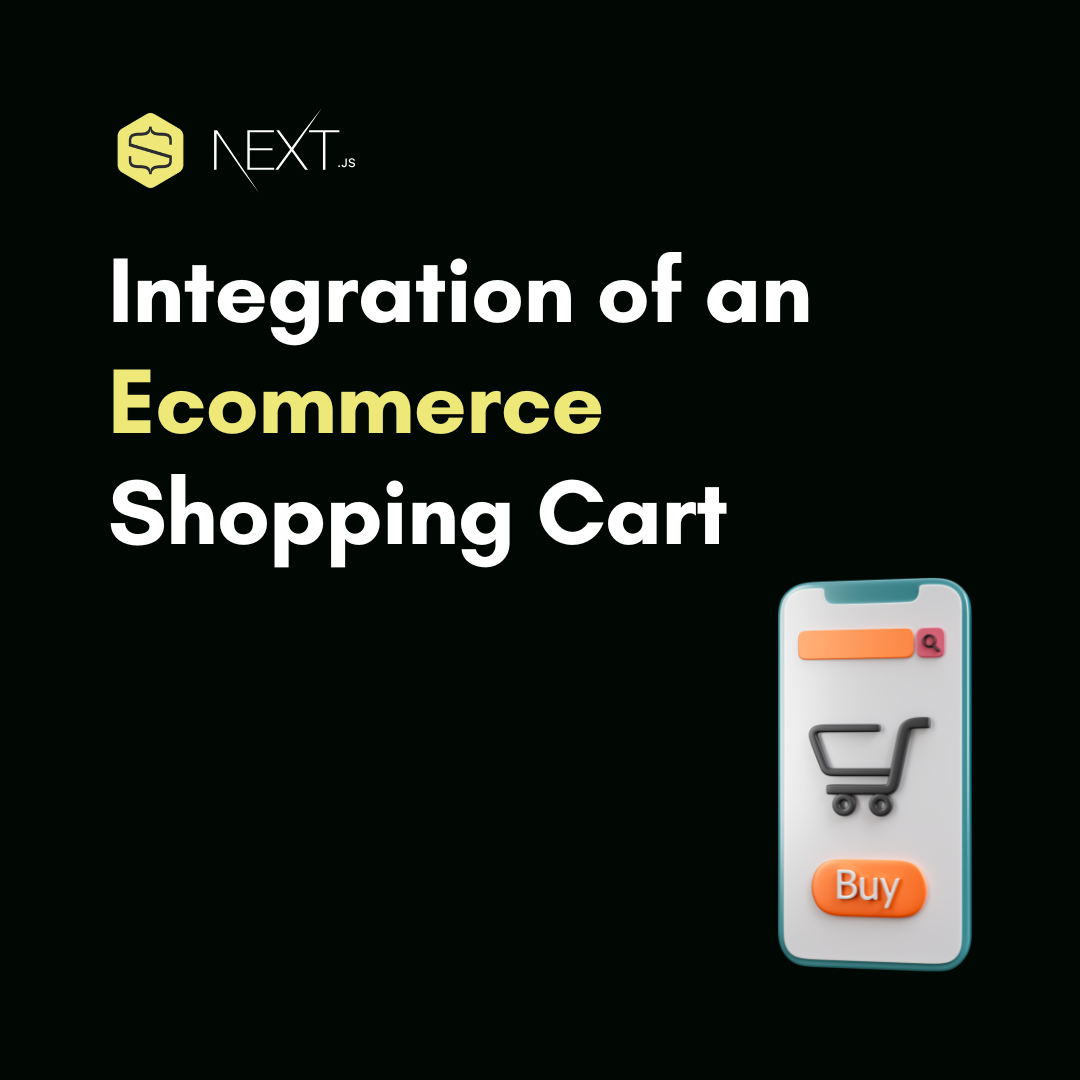 NEXT.JS
Integration of an
Ecommerce
Shopping Cart
Buy